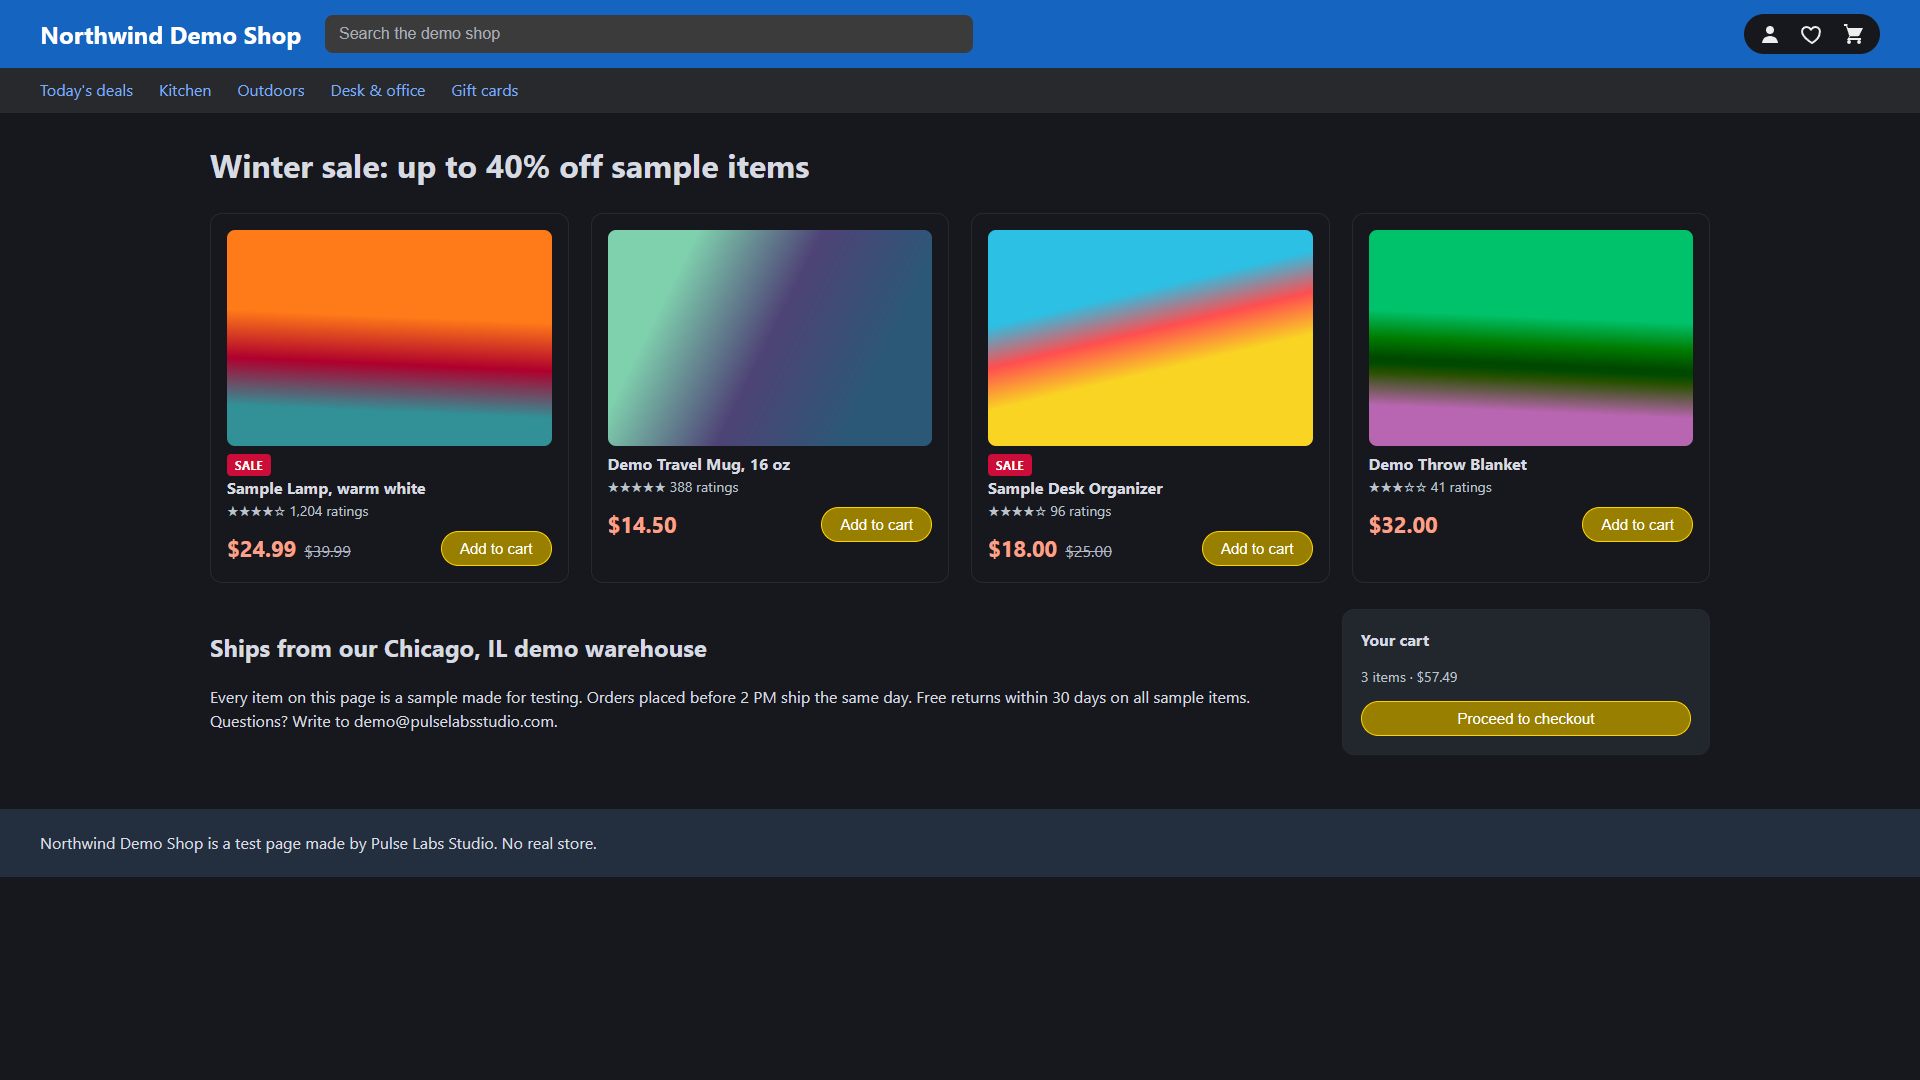 Northwind Demo Shop
Search the demo shop
Today's deals
Kitchen
Outdoors
Desk & office
Gift cards
Winter sale: up to 40% off sample items
SALE
Sample Lamp, warm white
★★★★☆ 1,204 ratings
$24.99 $39.99
Add to cart
Demo Travel Mug, 16 oz
★★★★★ 388 ratings
$14.50
Add to cart
SALE
Sample Desk Organizer
★★★★☆ 96 ratings
$18.00 $25.00
Add to cart
Demo Throw Blanket
★★★☆☆ 41 ratings
$32.00
Add to cart
Ships from our Chicago, IL demo warehouse
Every item on this page is a sample made for testing. Orders placed before 2 PM ship the same day. Free returns within 30 days on all sample items.
Questions? Write to demo@pulselabsstudio.com.
Your cart
3 items · $57.49
Proceed to checkout
Northwind Demo Shop is a test page made by Pulse Labs Studio. No real store.